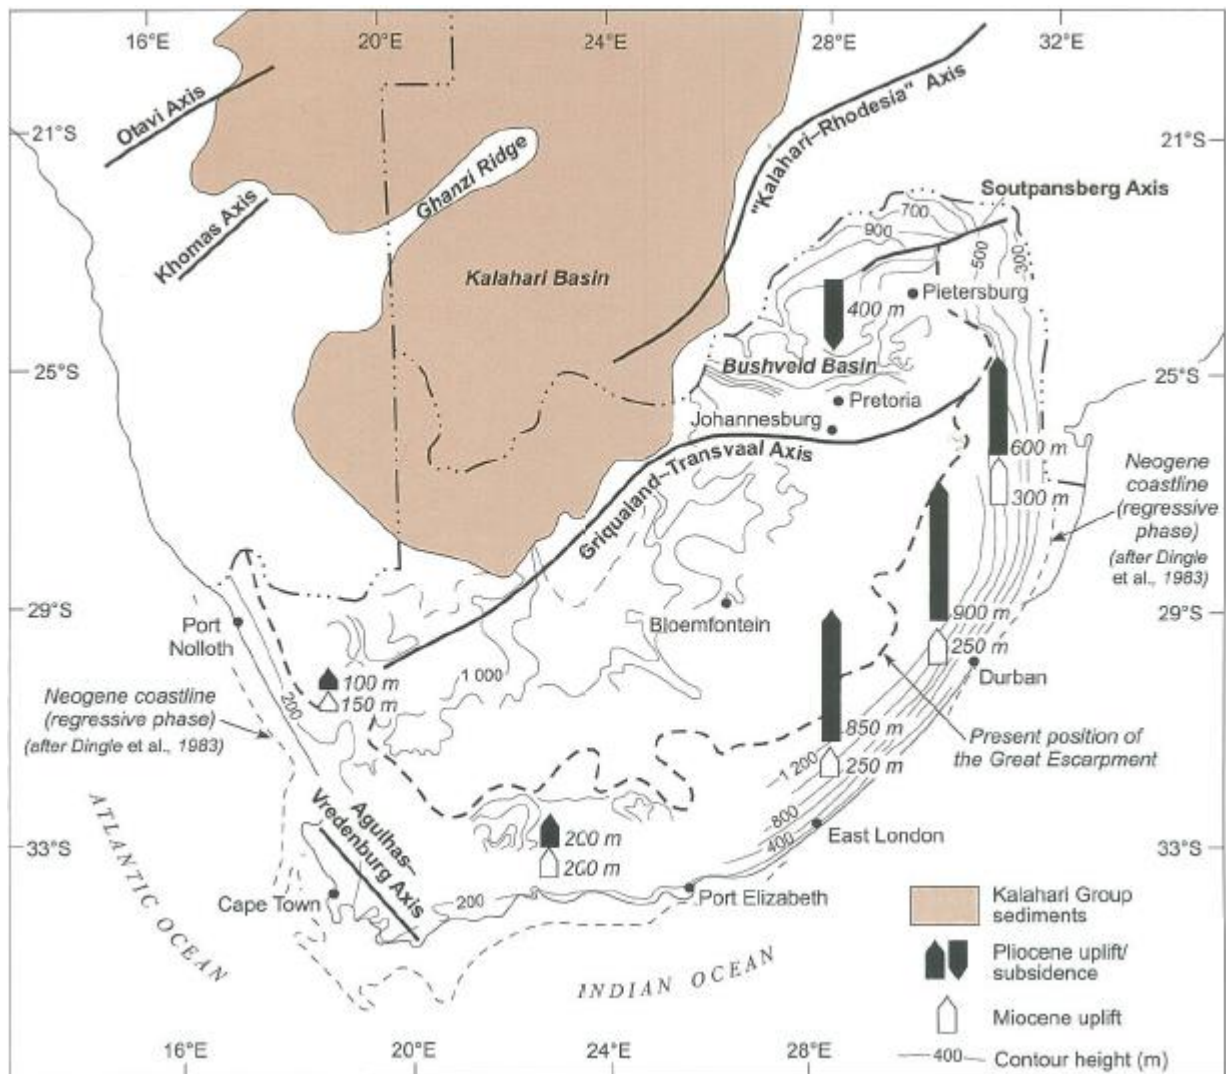 16°E 20°E 24°E 28°E 32°E
21°S
21°S
Otavi Axis
Khomas Axis
Ghanzi Ridge
Kalahari Basin
"Kalahari–Rhodesia" Axis
Soutpansberg Axis
700
900
500
300
400 m
Pietersburg
Bushveld Basin
25°S
25°S
Pretoria
Johannesburg
Griqualand–Transvaal Axis
600 m
300 m
Neogene
coastline
(regressive
phase)
(after Dingle
et al., 1983)
29°S
29°S
Port
Nolloth
Bloemfontein
900 m
250 m
Durban
100 m
150 m
1 000
200
Neogene coastline
(regressive phase)
(after Dingle et al., 1983)
850 m
250 m
1 200
800
400
Present position of
the Great Escarpment
East London
33°S
33°S
ATLANTIC OCEAN
Agulhas–
Vredenburg Axis
200 m
200 m
Cape Town
200
Port Elizabeth
INDIAN OCEAN
Kalahari Group
sediments
Pliocene uplift/
subsidence
Miocene uplift
400 Contour height (m)
16°E 20°E 24°E 28°E